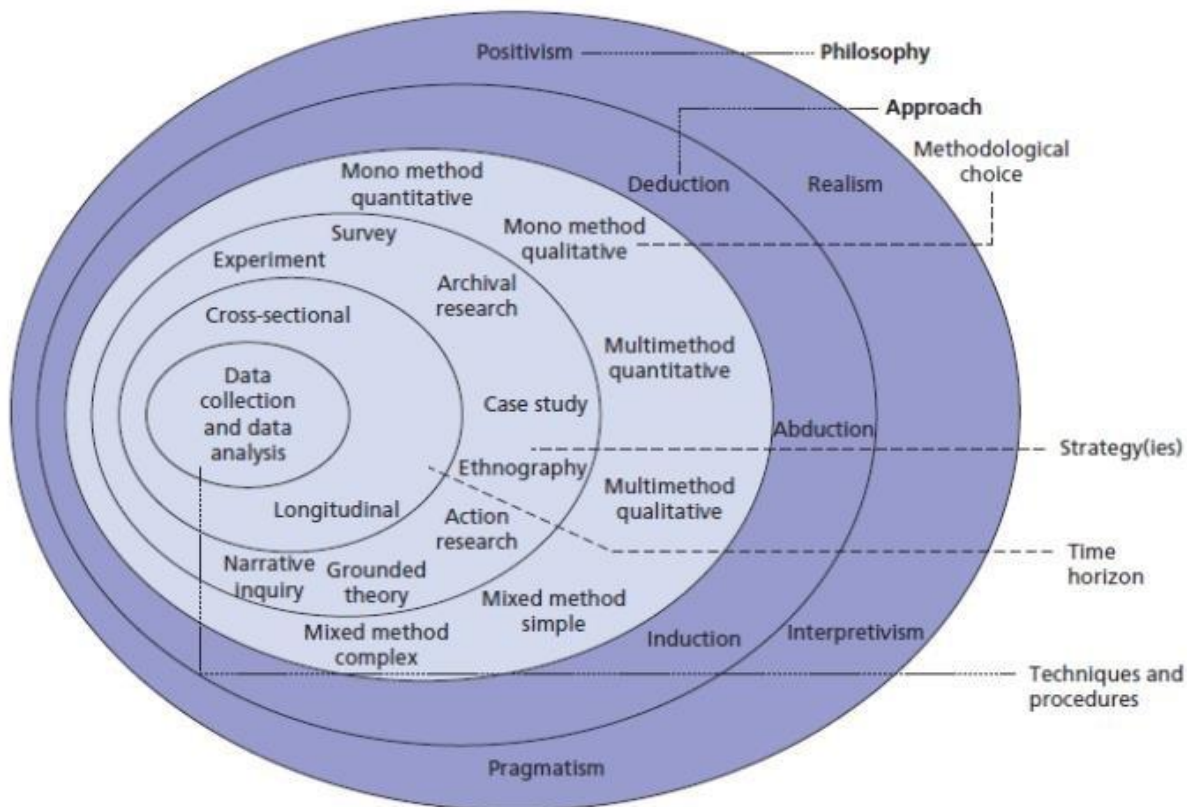 Positivism
Philosophy
Approach
Methodological
choice
Mono method
quantitative
Deduction
Realism
Survey
Mono method
qualitative
Experiment
Archival
research
Cross-sectional
Multimethod
quantitative
Data
collection
and data
analysis
Case study
Abduction
Strategy(ies)
Ethnography
Multimethod
qualitative
Longitudinal
Action
research
Time
horizon
Narrative
inquiry
Grounded
theory
Mixed method
simple
Mixed method
complex
Induction
Interpretivism
Techniques and
procedures
Pragmatism